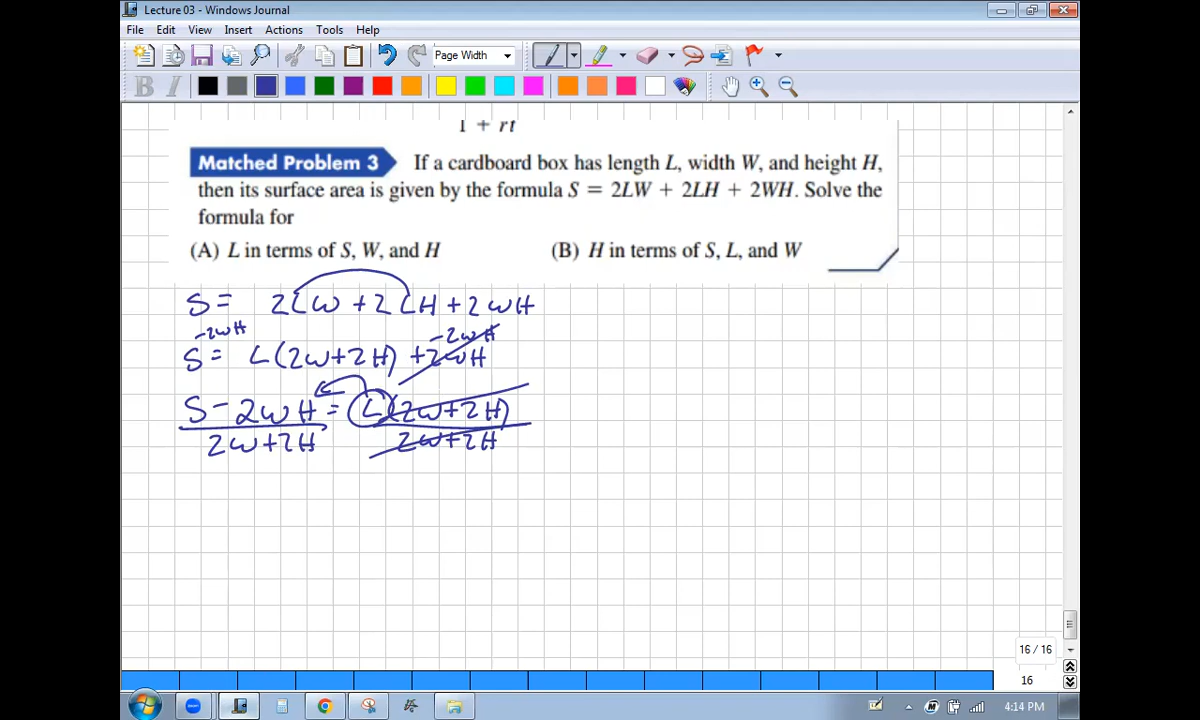 Lecture 03 - Windows Journal
File Edit View Insert Actions Tools Help
Page Width
B I
1 + rt
Matched Problem 3 If a cardboard box has length L, width W, and height H,
then its surface area is given by the formula S = 2LW + 2LH + 2WH. Solve the
formula for
(A) L in terms of S, W, and H (B) H in terms of S, L, and W
S = 2LW + 2LH + 2WH
-2WH -2WH
S = L(2W+2H) + 2WH
S - 2WH = L(2W+2H)
2W+2H 2W+2H
16 / 16
16
4:14 PM